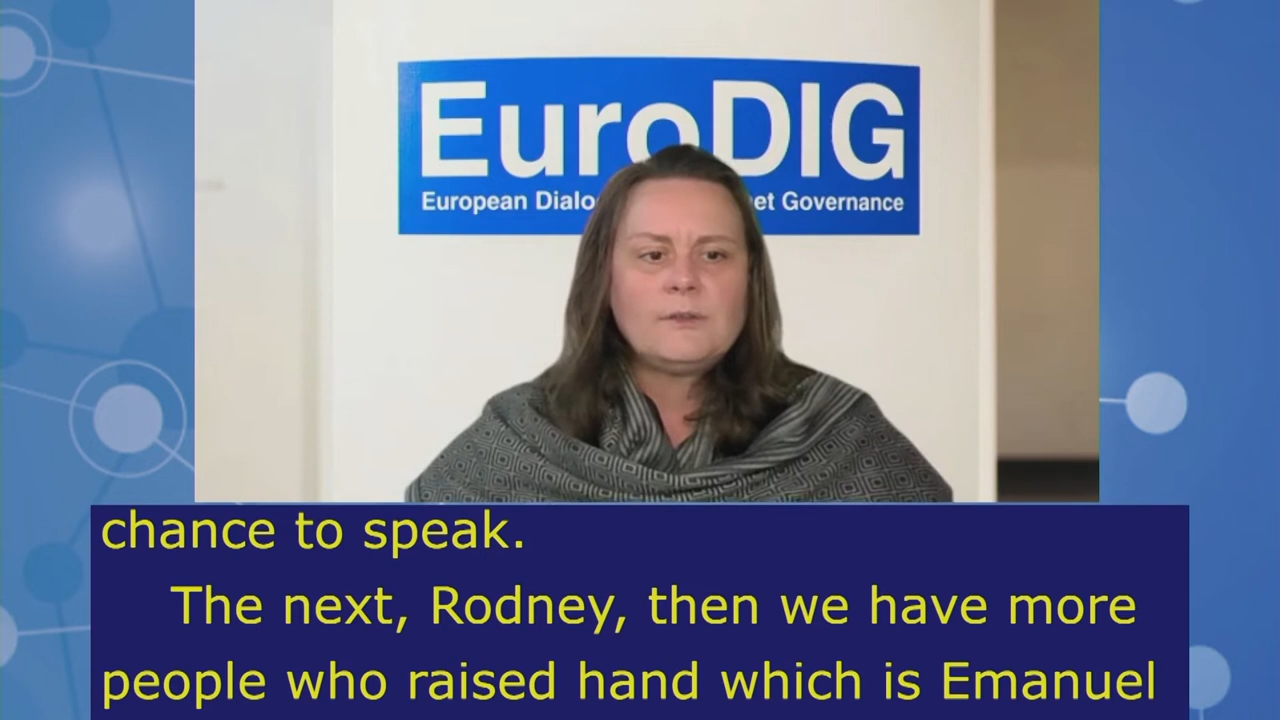 EuroDIG
European Dialo et Governance
chance to speak.
The next, Rodney, then we have more
people who raised hand which is Emanuel